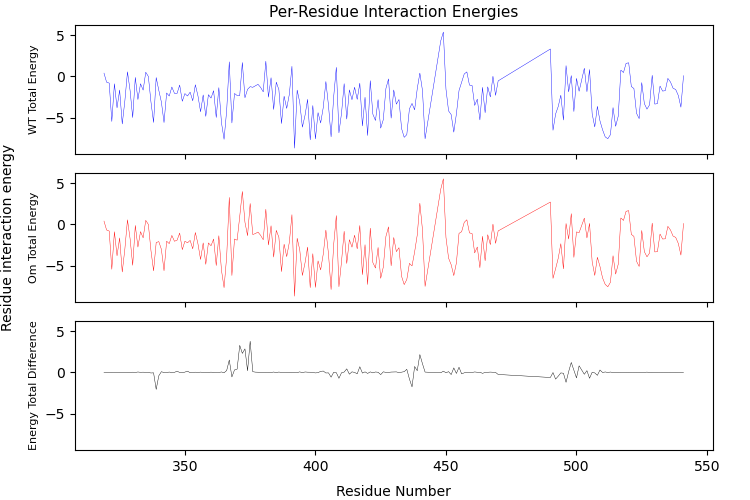 Per-Residue Interaction Energies
Residue interaction energy
WT Total Energy
5
0
−5
Om Total Energy
5
0
−5
Energy Total Difference
5
0
−5
350
400
450
500
550
Residue Number